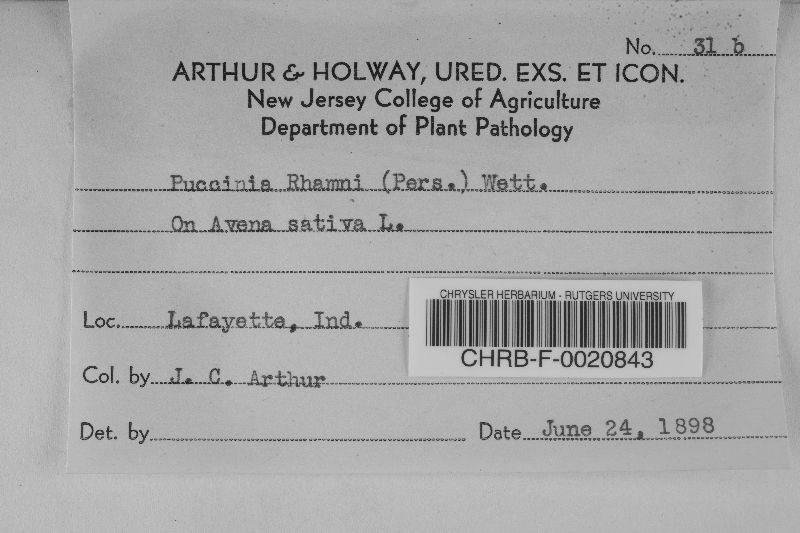 No. 31 b
ARTHUR & HOLWAY, URED. EXS. ET ICON.
New Jersey College of Agriculture
Department of Plant Pathology
Puccinia Rhamni (Pers.) Wett.
On Avena sativa L.
Loc. Lafayette, Ind.
CHRYSLER HERBARIUM - RUTGERS UNIVERSITY
CHRB-F-0020843
Col. by J. C. Arthur
Det. by
Date June 24, 1898